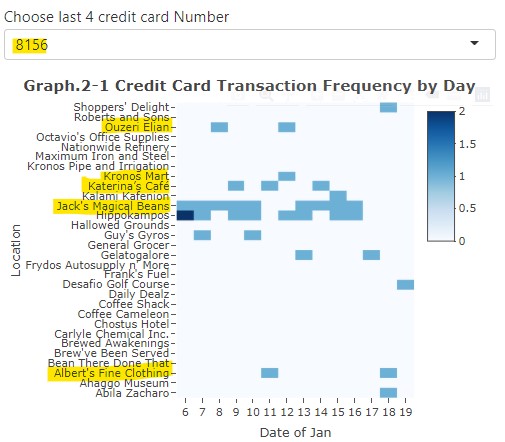 Choose last 4 credit card Number
8156
Graph.2-1 Credit Card Transaction Frequency by Day
Shoppers' Delight
Roberts and Sons
Ouzeri Elian
Octavio's Office Supplies
Nationwide Refinery
Maximum Iron and Steel
Kronos Pipe and Irrigation
Kronos Mart
Katerina's Café
Kalami Kafenion
Jack's Magical Beans
Hippokampos
Hallowed Grounds
Guy's Gyros
General Grocer
Gelatogalore
Frydos Autosupply n' More
Frank's Fuel
Desafio Golf Course
Daily Dealz
Coffee Shack
Coffee Cameleon
Chostus Hotel
Carlyle Chemical Inc.
Brewed Awakenings
Brew've Been Served
Bean There Done That
Albert's Fine Clothing
Ahaggo Museum
Abila Zacharo
Location
6 7 8 9 10 11 12 13 14 15 16 17 18 19
Date of Jan
2
1.5
1
0.5
0